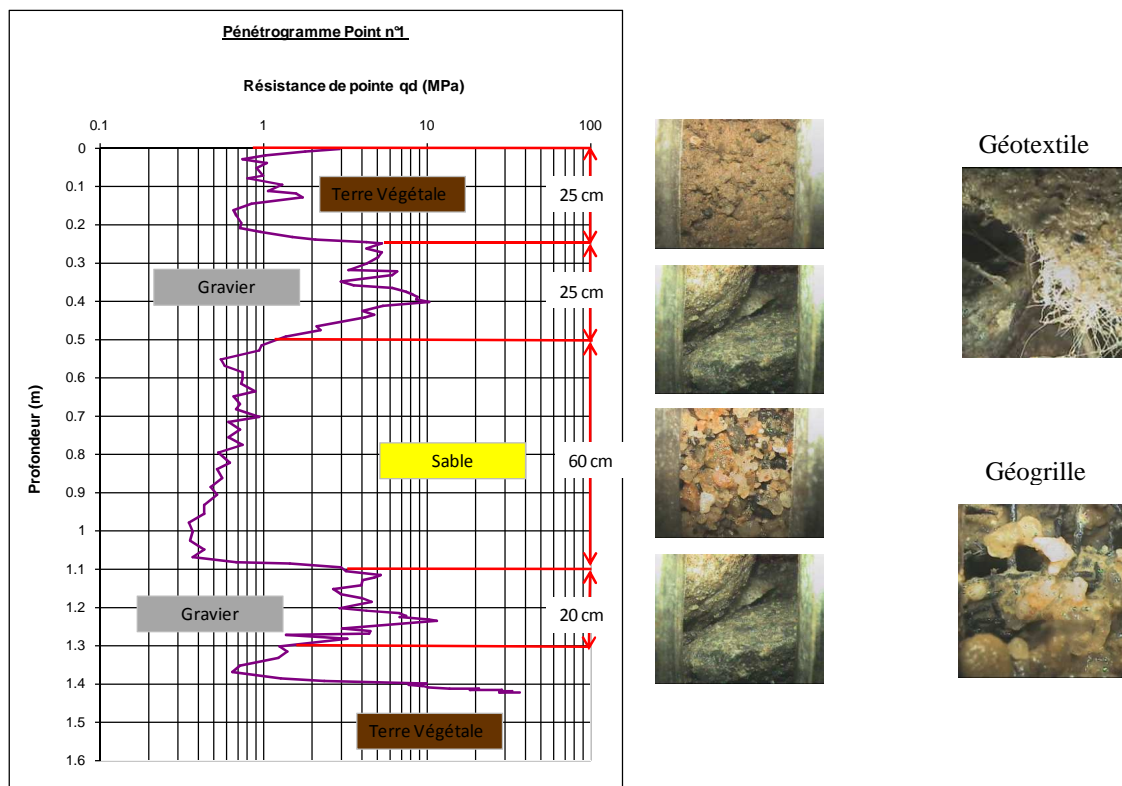 Pénétrogramme Point n°1
Résistance de pointe qd (MPa)
0.1 1 10 100
Profondeur (m)
0
0.1
0.2
0.3
0.4
0.5
0.6
0.7
0.8
0.9
1
1.1
1.2
1.3
1.4
1.5
1.6
Terre Végétale
25 cm
Gravier
25 cm
Sable
60 cm
Gravier
20 cm
Terre Végétale
Géotextile
Géogrille